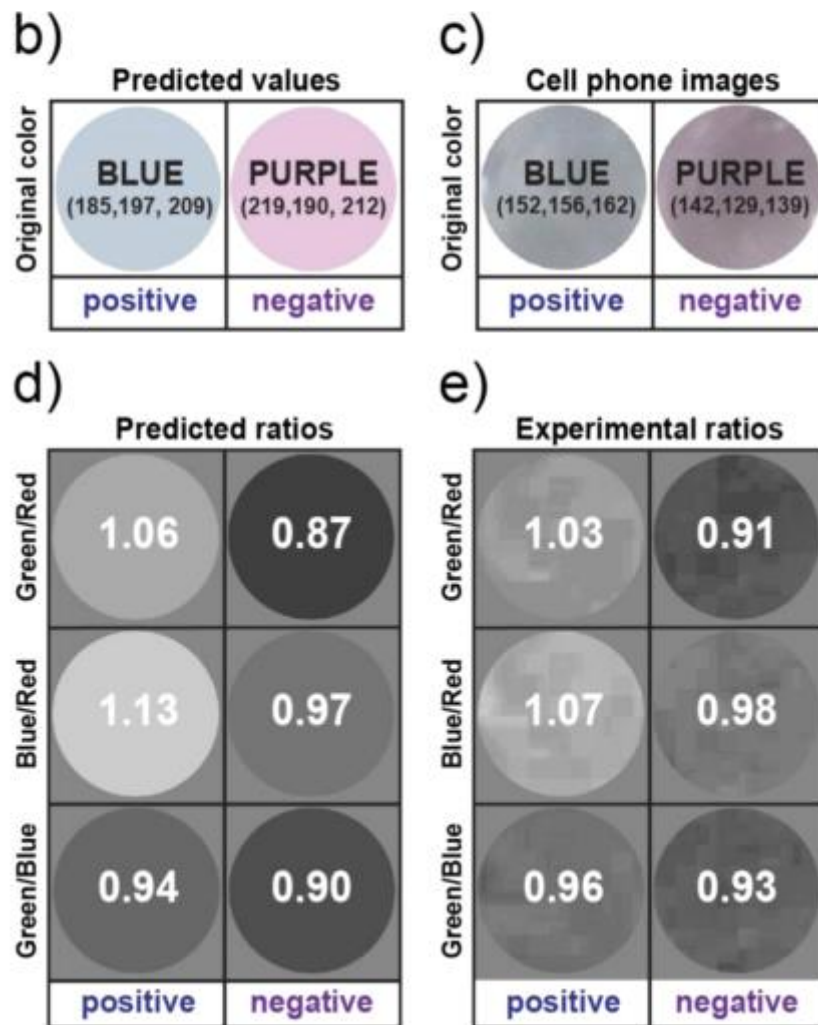 b)
Predicted values
Original color
BLUE
(185,197, 209)
PURPLE
(219,190, 212)
positive
negative
c)
Cell phone images
Original color
BLUE
(152,156,162)
PURPLE
(142,129,139)
positive
negative
d)
Predicted ratios
Green/Red
1.06
0.87
Blue/Red
1.13
0.97
Green/Blue
0.94
0.90
positive
negative
e)
Experimental ratios
Green/Red
1.03
0.91
Blue/Red
1.07
0.98
Green/Blue
0.96
0.93
positive
negative